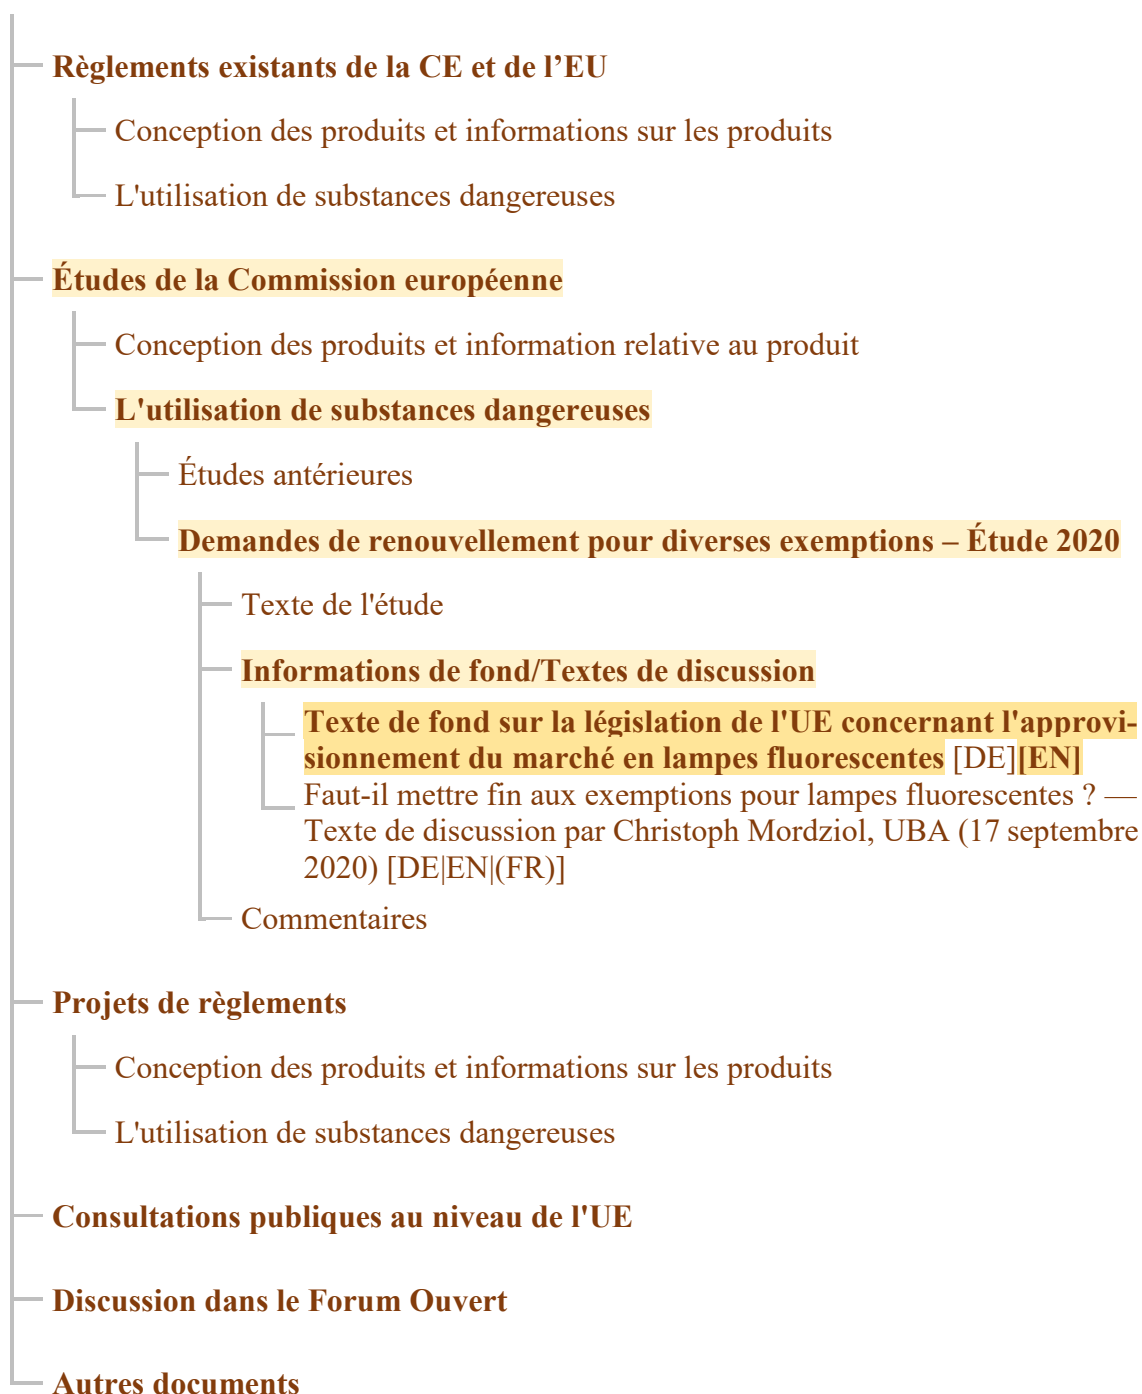 Règlements existants de la CE et de l’EU
Conception des produits et informations sur les produits
L'utilisation de substances dangereuses
Études de la Commission européenne
Conception des produits et information relative au produit
L'utilisation de substances dangereuses
Études antérieures
Demandes de renouvellement pour diverses exemptions – Étude 2020
Texte de l'étude
Informations de fond/Textes de discussion
Texte de fond sur la législation de l'UE concernant l'approvi-
sionnement du marché en lampes fluorescentes [DE][EN]
Faut-il mettre fin aux exemptions pour lampes fluorescentes ? —
Texte de discussion par Christoph Mordziol, UBA (17 septembre
2020) [DE|EN|(FR)]
Commentaires
Projets de règlements
Conception des produits et informations sur les produits
L'utilisation de substances dangereuses
Consultations publiques au niveau de l'UE
Discussion dans le Forum Ouvert
Autres documents